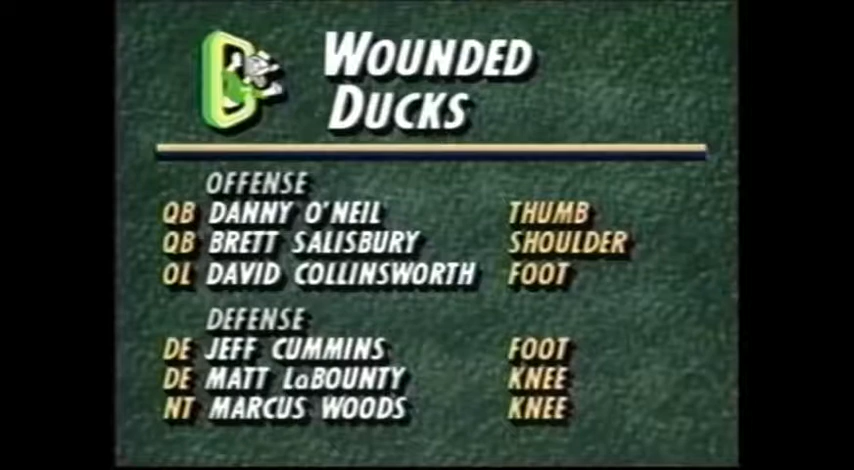 WOUNDED
DUCKS
OFFENSE
QB DANNY O'NEIL THUMB
QB BRETT SALISBURY SHOULDER
OL DAVID COLLINSWORTH FOOT
DEFENSE
DE JEFF CUMMINS FOOT
DE MATT LaBOUNTY KNEE
NT MARCUS WOODS KNEE